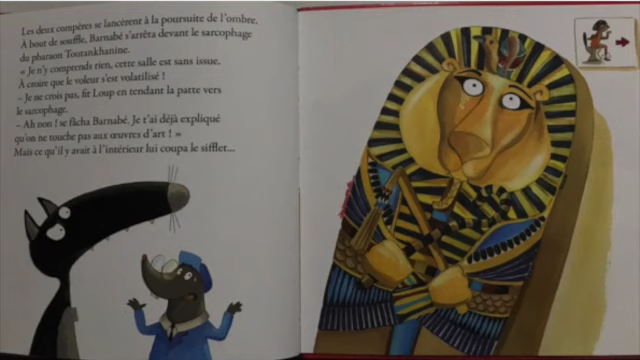 Les deux compères se lancèrent à la poursuite de l'ombre.
À bout de souffle, Barnabé s'arrêta devant le sarcophage
du pharaon Toutankhanine.
« Je n'y comprends rien, cette salle est sans issue.
À croire que le voleur s'est volatilisé !
– Je ne crois pas, fit Loup en tendant la patte vers
le sarcophage.
– Ah non ! se fâcha Barnabé. Je t'ai déjà expliqué
qu'on ne touche pas aux œuvres d'art ! »
Mais ce qu'il y avait à l'intérieur lui coupa le sifflet...